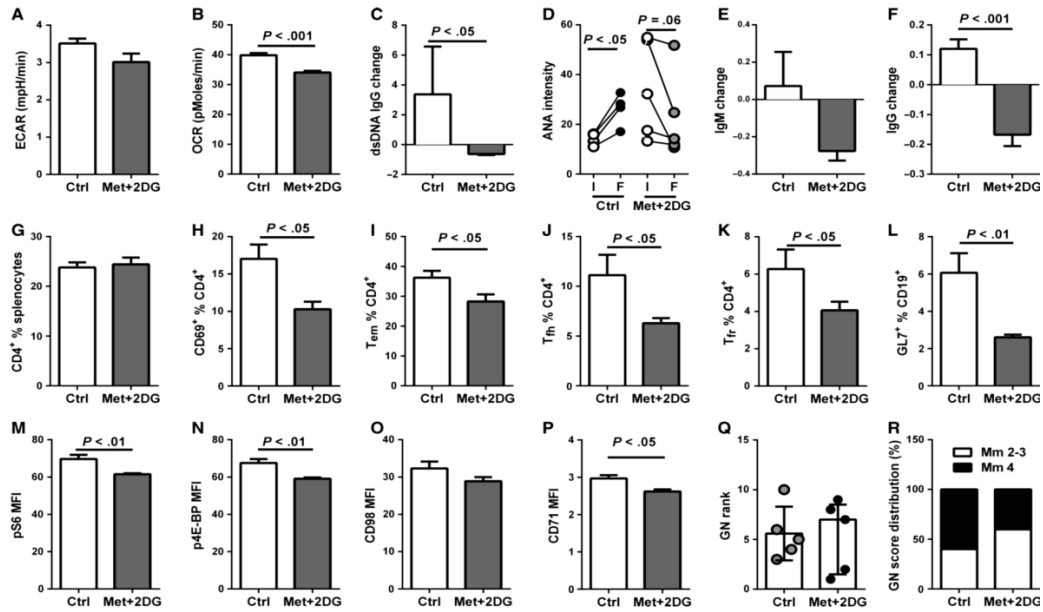 A
ECAR (mpH/min)
4
3
2
1
0
Ctrl Met+2DG
B
OCR (pMoles/min)
50
40
30
20
10
0
P < .001
Ctrl Met+2DG
C
dsDNA IgG change
8
6
4
2
0
−2
P < .05
Ctrl Met+2DG
D
ANA intensity
60
40
20
0
P < .05
P = .06
I F I F
Ctrl Met+2DG
E
IgM change
0.4
0.2
0.0
−0.2
−0.4
Ctrl Met+2DG
F
IgG change
0.2
0.1
0.0
−0.1
−0.2
−0.3
P < .001
Ctrl Met+2DG
G
CD4⁺ % splenocytes
30
20
10
0
Ctrl Met+2DG
H
CD69⁺ % CD4⁺
20
15
10
5
0
P < .05
Ctrl Met+2DG
I
Tem % CD4⁺
50
40
30
20
10
0
P < .05
Ctrl Met+2DG
J
Tfh % CD4⁺
15
10
5
0
P < .05
Ctrl Met+2DG
K
Tfr % CD4⁺
8
6
4
2
0
P < .05
Ctrl Met+2DG
L
GL7⁺ % CD19⁺
8
6
4
2
0
P < .01
Ctrl Met+2DG
M
pS6 MFI
80
60
40
20
0
P < .01
Ctrl Met+2DG
N
p4E-BP MFI
80
60
40
20
0
P < .01
Ctrl Met+2DG
O
CD98 MFI
40
30
20
10
0
Ctrl Met+2DG
P
CD71 MFI
4
3
2
1
0
P < .05
Ctrl Met+2DG
Q
GN rank
15
10
5
0
Ctrl Met+2DG
R
GN score distribution (%)
150
100
50
0
Mm 2-3
Mm 4
Ctrl Met+2DG